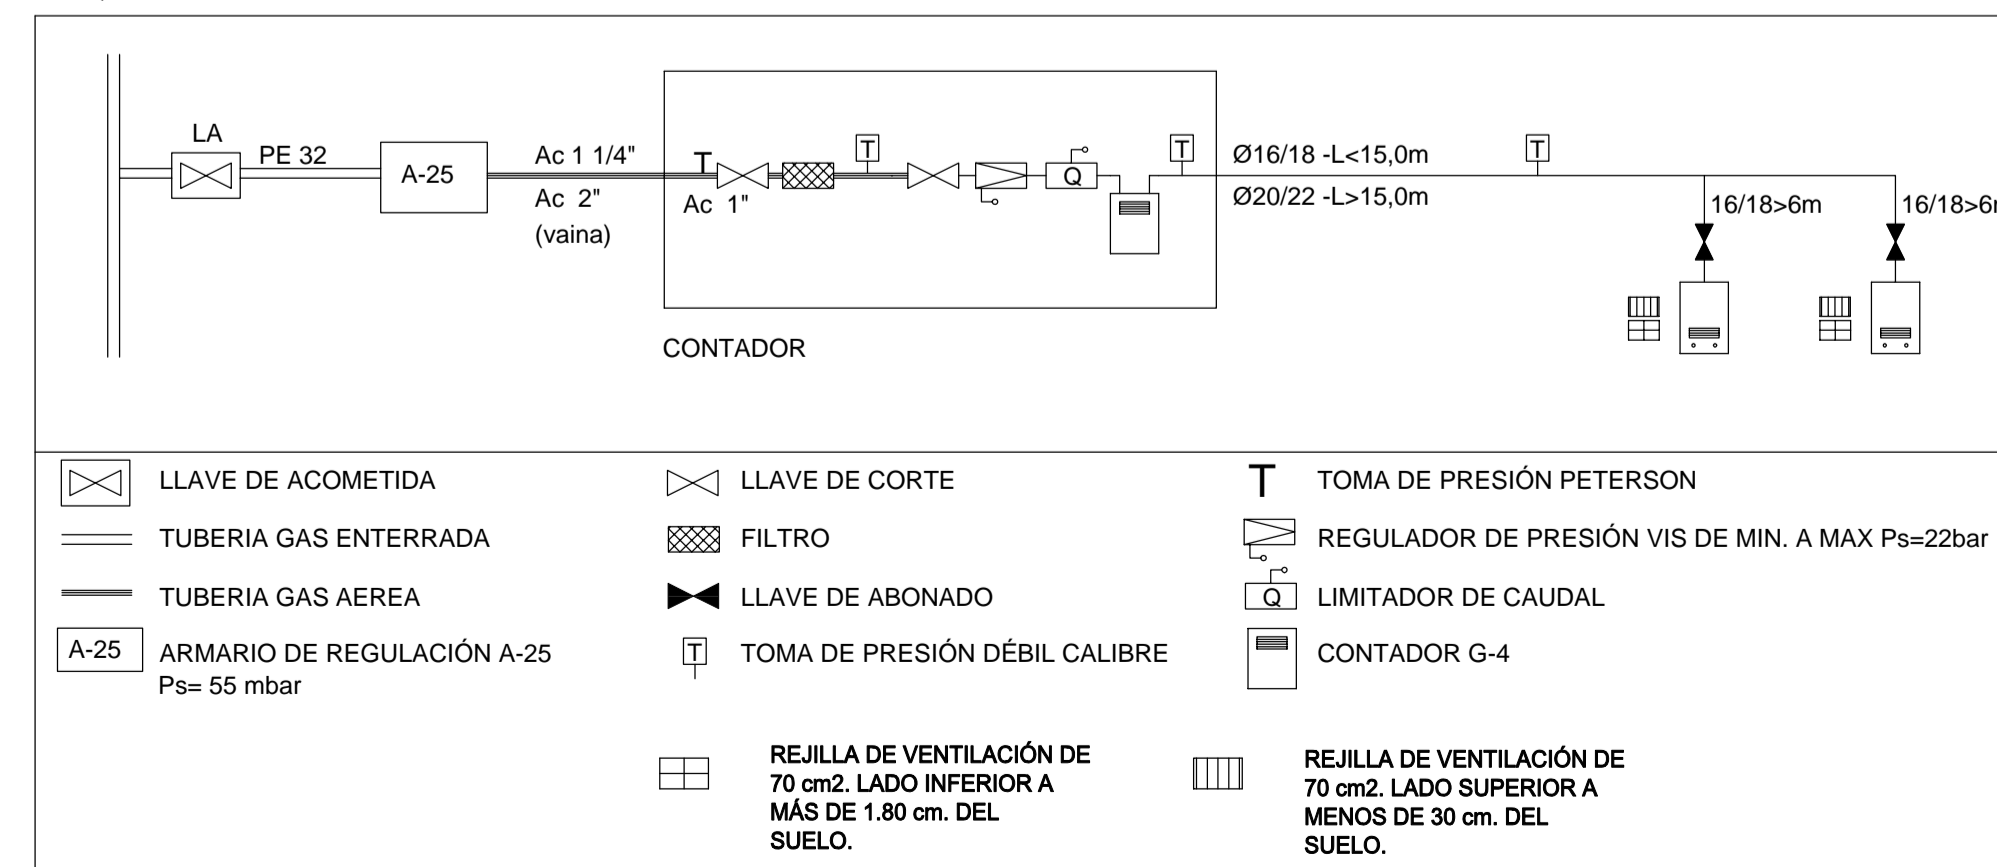 LA
PE 32
A-25
Ac 1 1/4"
Ac 2"
(vaina)
T
Ac 1"
T
Q
T
Ø16/18 -L<15,0m
Ø20/22 -L>15,0m
T
16/18>6m
16/18>6
CONTADOR
LLAVE DE ACOMETIDA
LLAVE DE CORTE
T
TOMA DE PRESIÓN PETERSON
TUBERIA GAS ENTERRADA
FILTRO
REGULADOR DE PRESIÓN VIS DE MIN. A MAX Ps=22bar
TUBERIA GAS AEREA
LLAVE DE ABONADO
Q
LIMITADOR DE CAUDAL
A-25
ARMARIO DE REGULACIÓN A-25
Ps= 55 mbar
T
TOMA DE PRESIÓN DÉBIL CALIBRE
CONTADOR G-4
REJILLA DE VENTILACIÓN DE
70 cm2. LADO INFERIOR A
MÁS DE 1.80 cm. DEL
SUELO.
REJILLA DE VENTILACIÓN DE
70 cm2. LADO SUPERIOR A
MENOS DE 30 cm. DEL
SUELO.